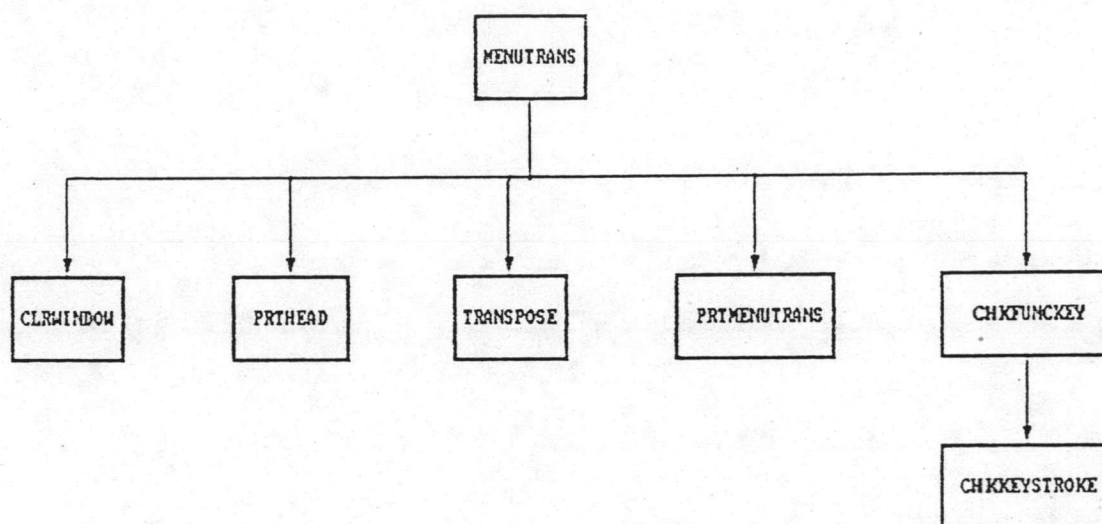 MENUTRANS
CLRWINDOW
PRTHEAD
TRANSPOSE
PRTMENUTRANS
CHKFUNCKEY
CHKKEYSTROKE